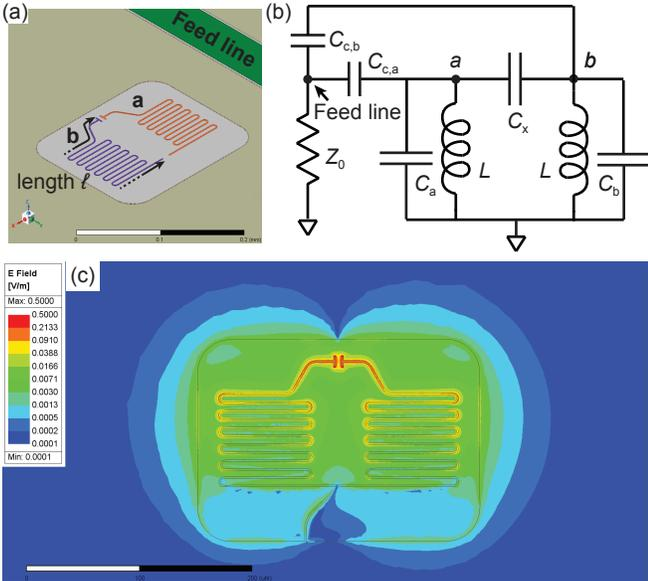 (a)
Feed line
a
b
length ℓ
0
0.1
0.2 (mm)
(b)
C_c,b
C_c,a
a
b
Feed line
C_x
Z_0
C_a
L
L
C_b
(c)
E Field
[V/m]
Max: 0.5000
0.5000
0.2133
0.0910
0.0388
0.0166
0.0071
0.0030
0.0013
0.0005
0.0002
0.0001
Min: 0.0001
0
100